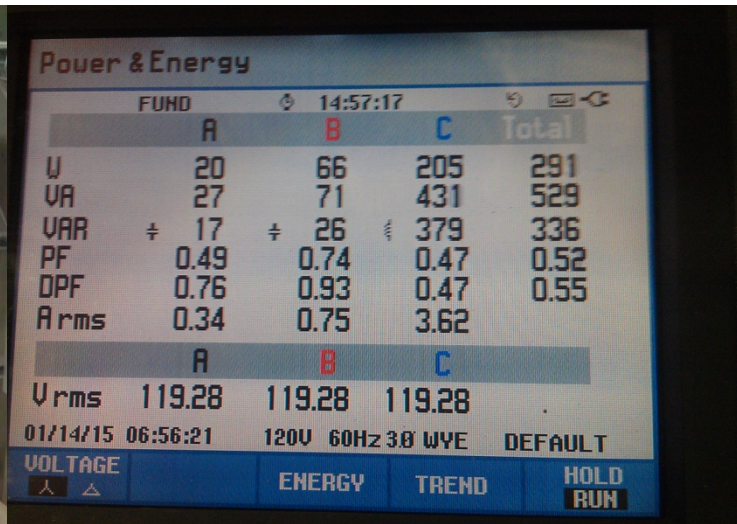 Power & Energy
FUND 14:57:17
A B C Total
W 20 66 205 291
VA 27 71 431 529
VAR 17 26 379 336
PF 0.49 0.74 0.47 0.52
DPF 0.76 0.93 0.47 0.55
A rms 0.34 0.75 3.62
A B C
V rms 119.28 119.28 119.28
01/14/15 06:56:21 120V 60Hz 3Ø WYE DEFAULT
VOLTAGE ENERGY TREND HOLD
RUN